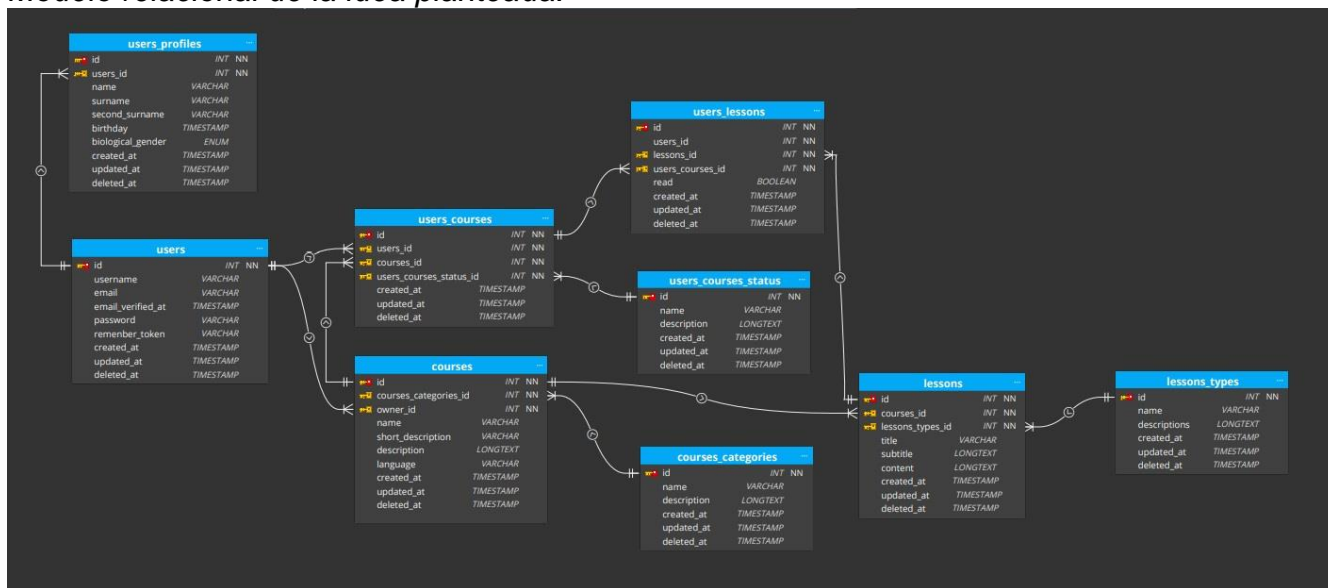 Modelo relacional de la idea planteada.
users_profiles ...
id INT NN
users_id INT NN
name VARCHAR
surname VARCHAR
second_surname VARCHAR
birthday TIMESTAMP
biological_gender ENUM
created_at TIMESTAMP
updated_at TIMESTAMP
deleted_at TIMESTAMP
users ...
id INT NN
username VARCHAR
email VARCHAR
email_verified_at TIMESTAMP
password VARCHAR
remenber_token VARCHAR
created_at TIMESTAMP
updated_at TIMESTAMP
deleted_at TIMESTAMP
users_courses ...
id INT NN
users_id INT NN
courses_id INT NN
users_courses_status_id INT NN
created_at TIMESTAMP
updated_at TIMESTAMP
deleted_at TIMESTAMP
courses ...
id INT NN
courses_categories_id INT NN
owner_id INT NN
name VARCHAR
short_description VARCHAR
description LONGTEXT
language VARCHAR
created_at TIMESTAMP
updated_at TIMESTAMP
deleted_at TIMESTAMP
users_lessons ...
id INT NN
users_id INT NN
lessons_id INT NN
users_courses_id INT NN
read BOOLEAN
created_at TIMESTAMP
updated_at TIMESTAMP
deleted_at TIMESTAMP
users_courses_status ...
id INT NN
name VARCHAR
description LONGTEXT
created_at TIMESTAMP
updated_at TIMESTAMP
deleted_at TIMESTAMP
courses_categories ...
id INT NN
name VARCHAR
description LONGTEXT
created_at TIMESTAMP
updated_at TIMESTAMP
deleted_at TIMESTAMP
lessons ...
id INT NN
courses_id INT NN
lessons_types_id INT NN
title VARCHAR
subtitle LONGTEXT
content LONGTEXT
created_at TIMESTAMP
updated_at TIMESTAMP
deleted_at TIMESTAMP
lessons_types ...
id INT NN
name VARCHAR
descriptions LONGTEXT
created_at TIMESTAMP
updated_at TIMESTAMP
deleted_at TIMESTAMP